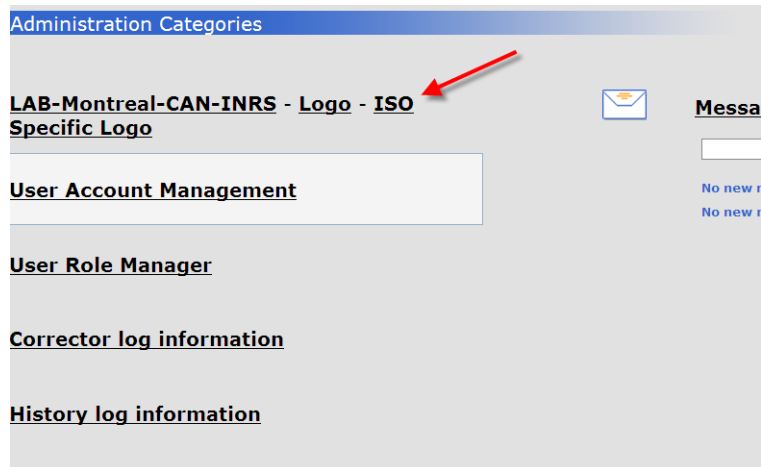 Administration Categories
LAB-Montreal-CAN-INRS - Logo - ISO
Specific Logo
User Account Management
User Role Manager
Corrector log information
History log information
Messa
No new
No new